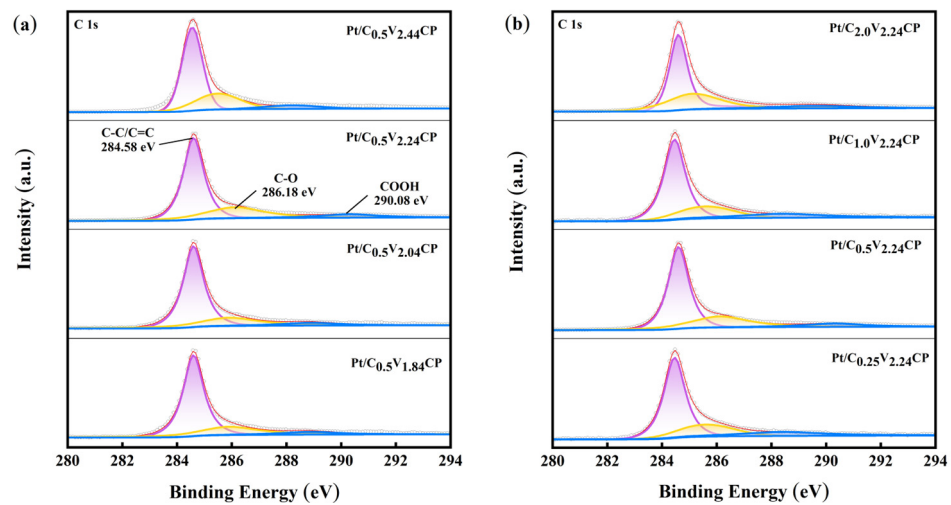 (a)
C 1s
Pt/C0.5V2.44CP
Pt/C0.5V2.24CP
C-C/C=C
284.58 eV
C-O
286.18 eV
COOH
290.08 eV
Pt/C0.5V2.04CP
Pt/C0.5V1.84CP
Intensity (a.u.)
280 282 284 286 288 290 292 294
Binding Energy (eV)
(b)
C 1s
Pt/C2.0V2.24CP
Pt/C1.0V2.24CP
Pt/C0.5V2.24CP
Pt/C0.25V2.24CP
Intensity (a.u.)
280 282 284 286 288 290 292 294
Binding Energy (eV)